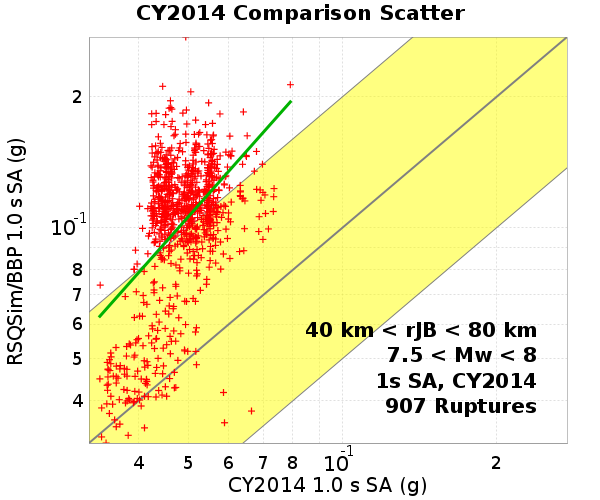 CY2014 Comparison Scatter
RSQSim/BBP 1.0 s SA (g)
2
10-1
8
7
6
5
4
40 km < rJB < 80 km
7.5 < Mw < 8
1s SA, CY2014
907 Ruptures
4 5 6 7 8 10-1 2
CY2014 1.0 s SA (g)